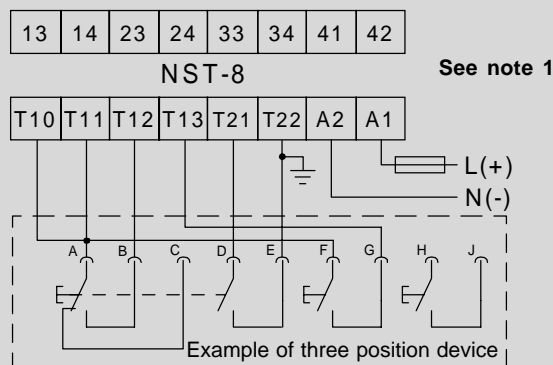 13 14 23 24 33 34 41 42
NST-8
See note 1
T10 T11 T12 T13 T21 T22 A2 A1
L(+)
N(-)
A B C D E F G H J
Example of three position device